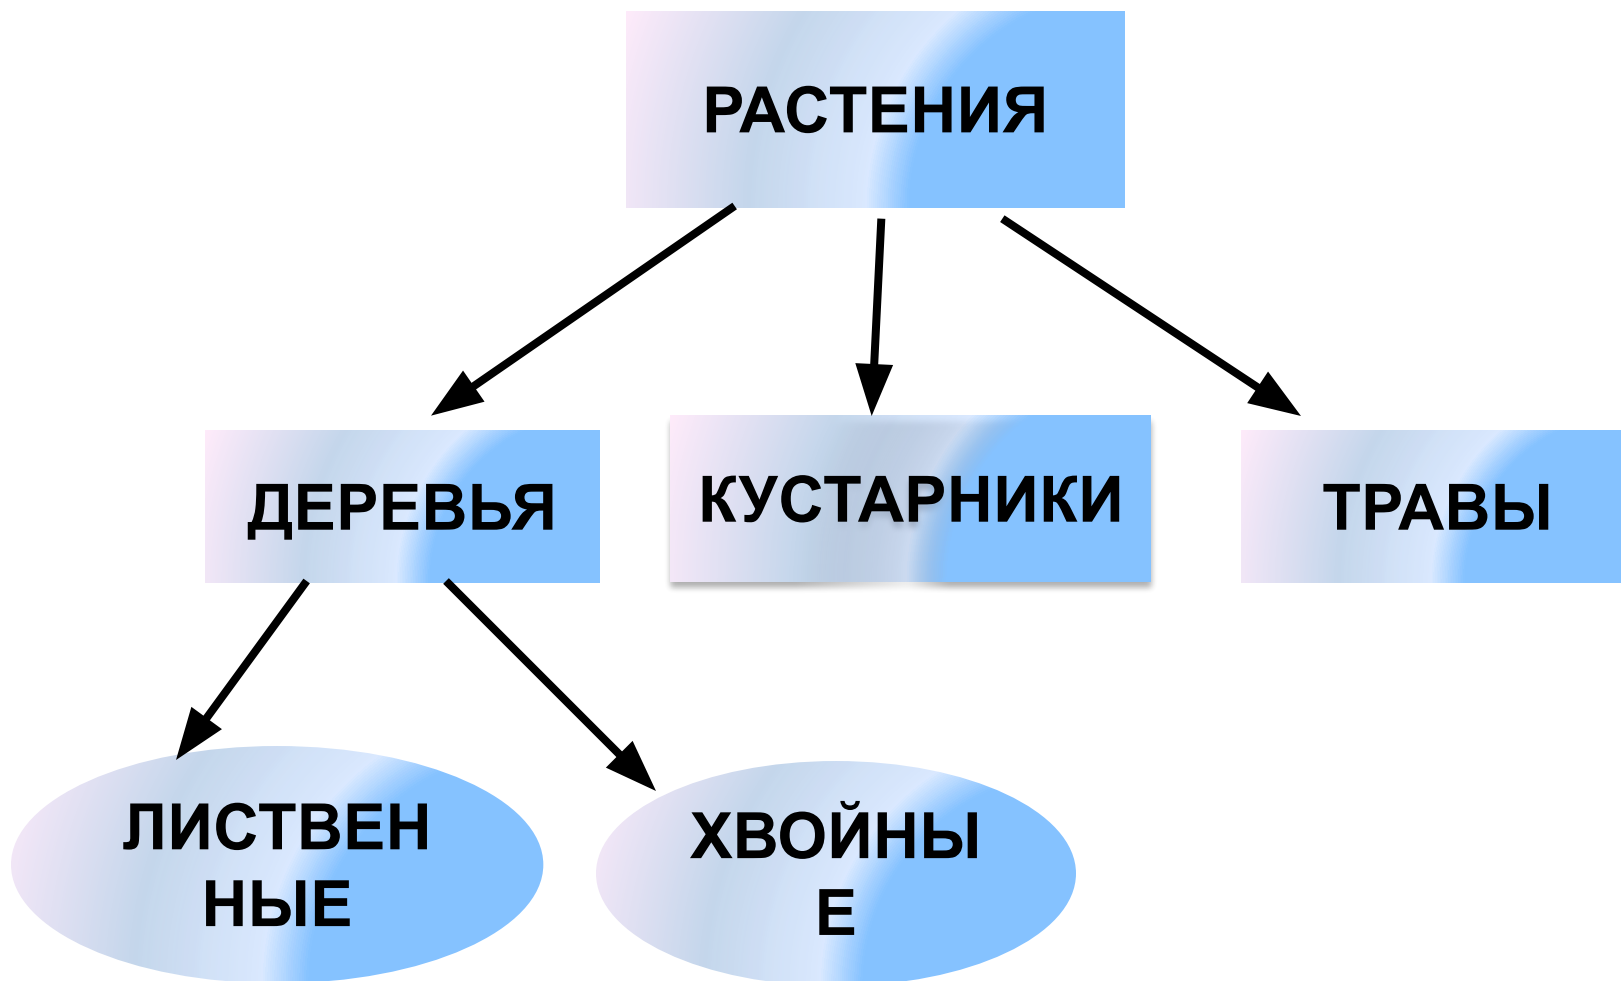 РАСТЕНИЯ
ДЕРЕВЬЯ
КУСТАРНИКИ
ТРАВЫ
ЛИСТВЕН
НЫЕ
ХВОЙНЫ
Е